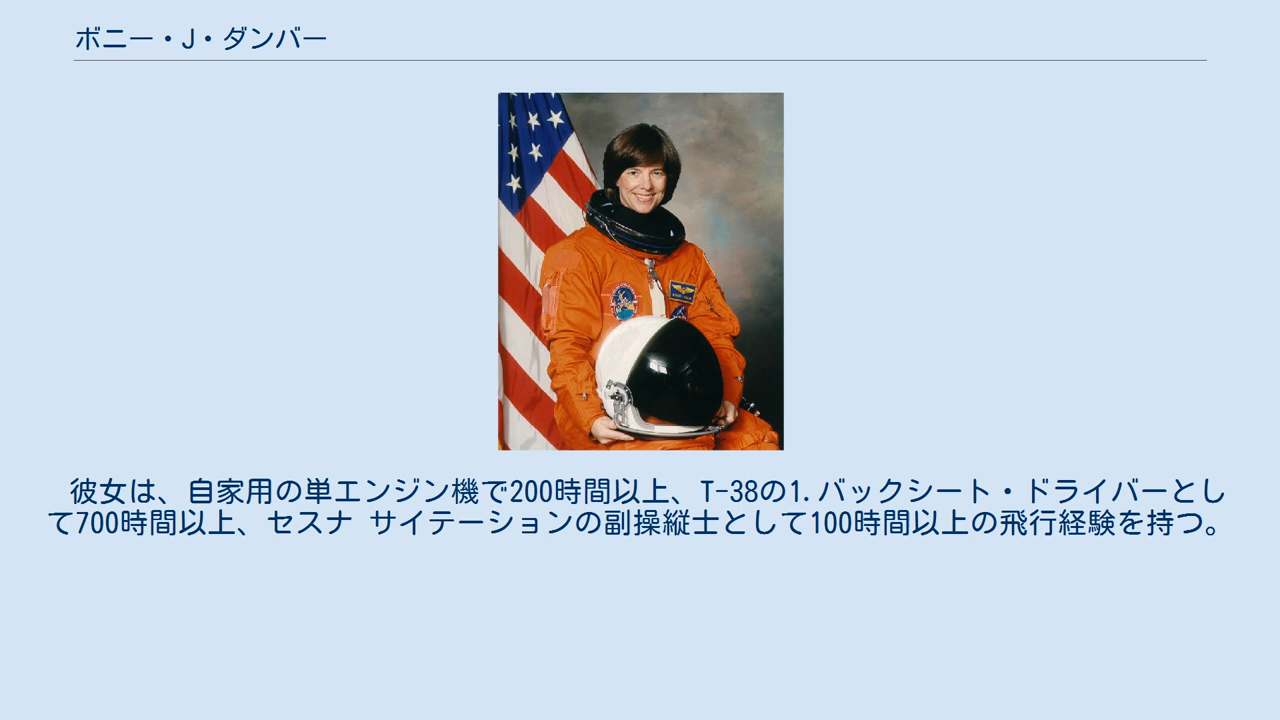 ボニー・J・ダンバー
彼女は、自家用の単エンジン機で200時間以上、T-38の1.バックシート・ドライバーとし
て700時間以上、セスナ サイテーションの副操縦士として100時間以上の飛行経験を持つ。